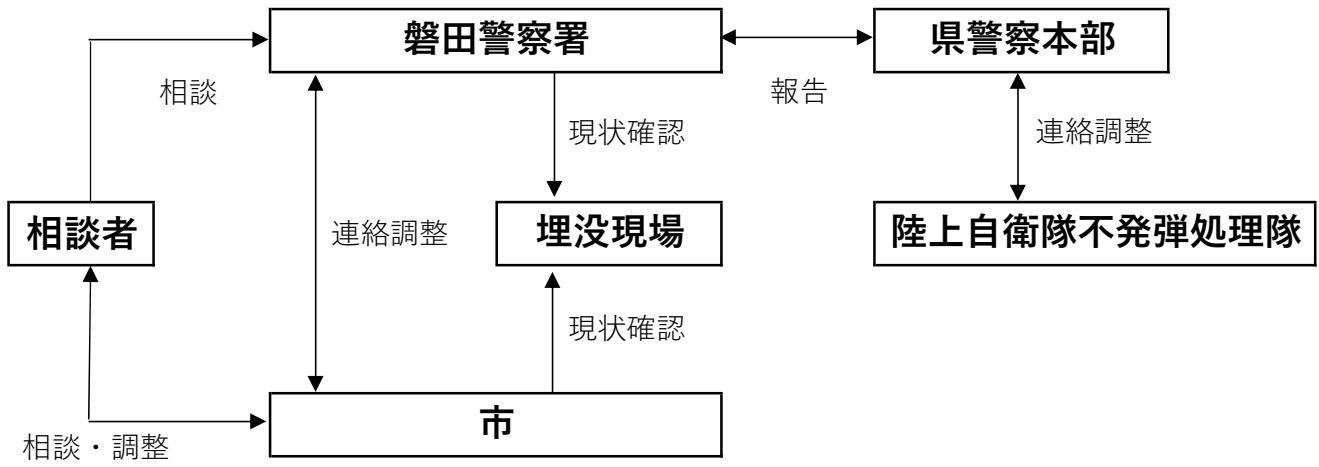 磐田警察署
県警察本部
相談
報告
現状確認
連絡調整
相談者
連絡調整
埋没現場
陸上自衛隊不発弾処理隊
現状確認
市
相談・調整